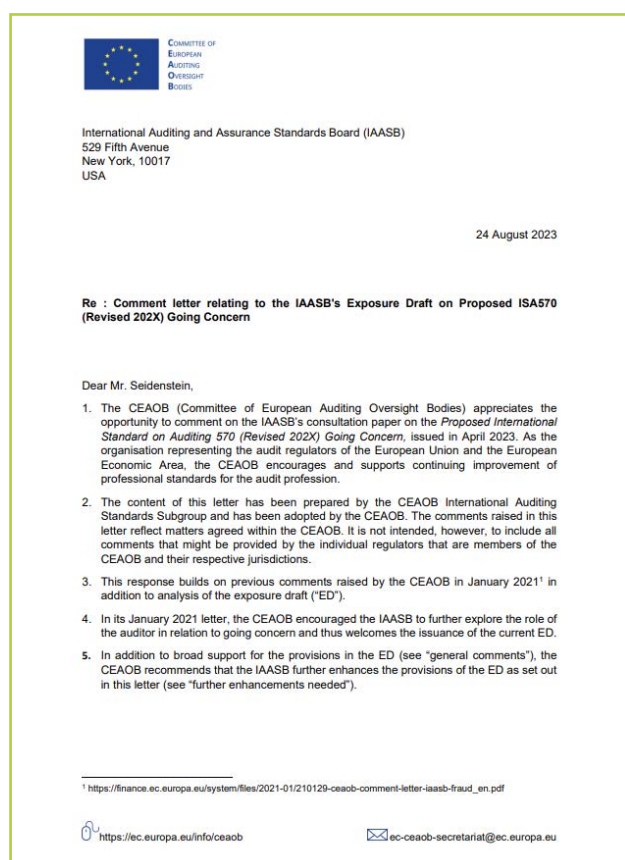 COMMITTEE OF
EUROPEAN
AUDITING
OVERSIGHT
BODIES
International Auditing and Assurance Standards Board (IAASB)
529 Fifth Avenue
New York, 10017
USA
24 August 2023
Re : Comment letter relating to the IAASB's Exposure Draft on Proposed ISA570
(Revised 202X) Going Concern
Dear Mr. Seidenstein,
1. The CEAOB (Committee of European Auditing Oversight Bodies) appreciates the
opportunity to comment on the IAASB's consultation paper on the Proposed International
Standard on Auditing 570 (Revised 202X) Going Concern, issued in April 2023. As the
organisation representing the audit regulators of the European Union and the European
Economic Area, the CEAOB encourages and supports continuing improvement of
professional standards for the audit profession.
2. The content of this letter has been prepared by the CEAOB International Auditing
Standards Subgroup and has been adopted by the CEAOB. The comments raised in this
letter reflect matters agreed within the CEAOB. It is not intended, however, to include all
comments that might be provided by the individual regulators that are members of the
CEAOB and their respective jurisdictions.
3. This response builds on previous comments raised by the CEAOB in January 2021¹ in
addition to analysis of the exposure draft ("ED").
4. In its January 2021 letter, the CEAOB encouraged the IAASB to further explore the role of
the auditor in relation to going concern and thus welcomes the issuance of the current ED.
5. In addition to broad support for the provisions in the ED (see "general comments"), the
CEAOB recommends that the IAASB further enhances the provisions of the ED as set out
in this letter (see "further enhancements needed").
¹ https://finance.ec.europa.eu/system/files/2021-01/210129-ceaob-comment-letter-iaasb-fraud_en.pdf
https://ec.europa.eu/info/ceaob
ec-ceaob-secretariat@ec.europa.eu